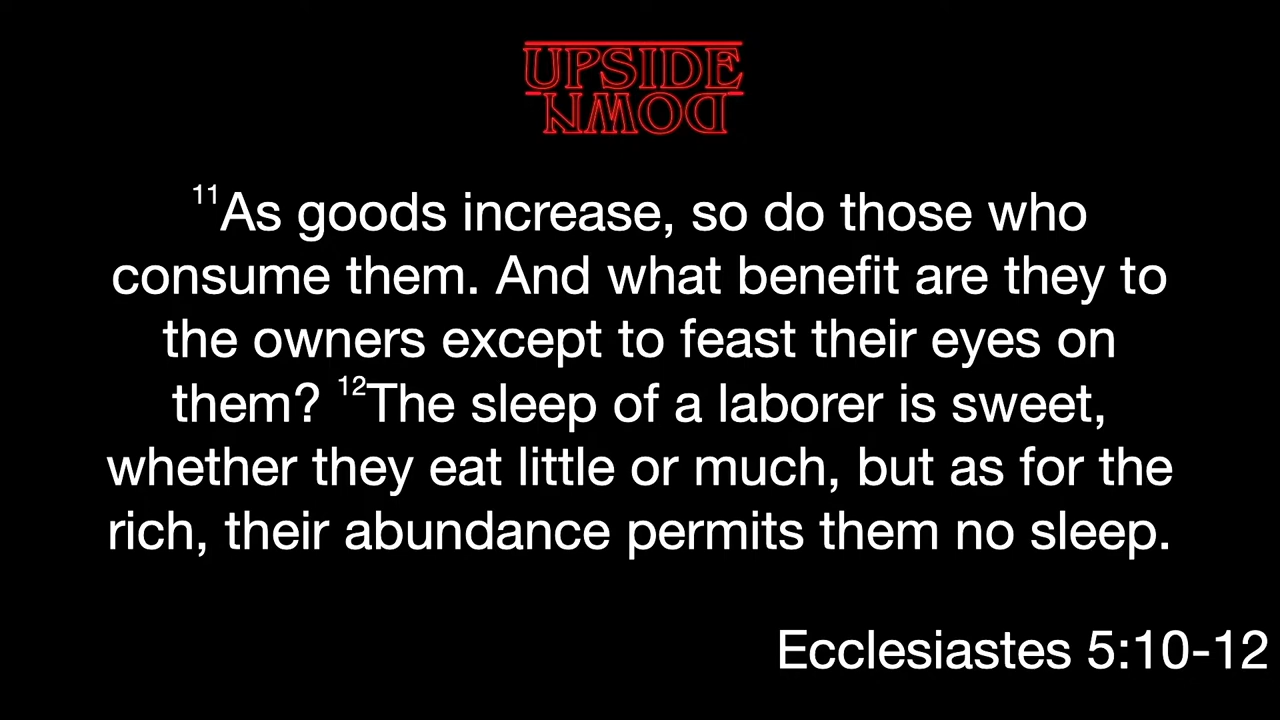 UPSIDE
DOWN
11As goods increase, so do those who
consume them. And what benefit are they to
the owners except to feast their eyes on
them? 12The sleep of a laborer is sweet,
whether they eat little or much, but as for the
rich, their abundance permits them no sleep.
Ecclesiastes 5:10-12